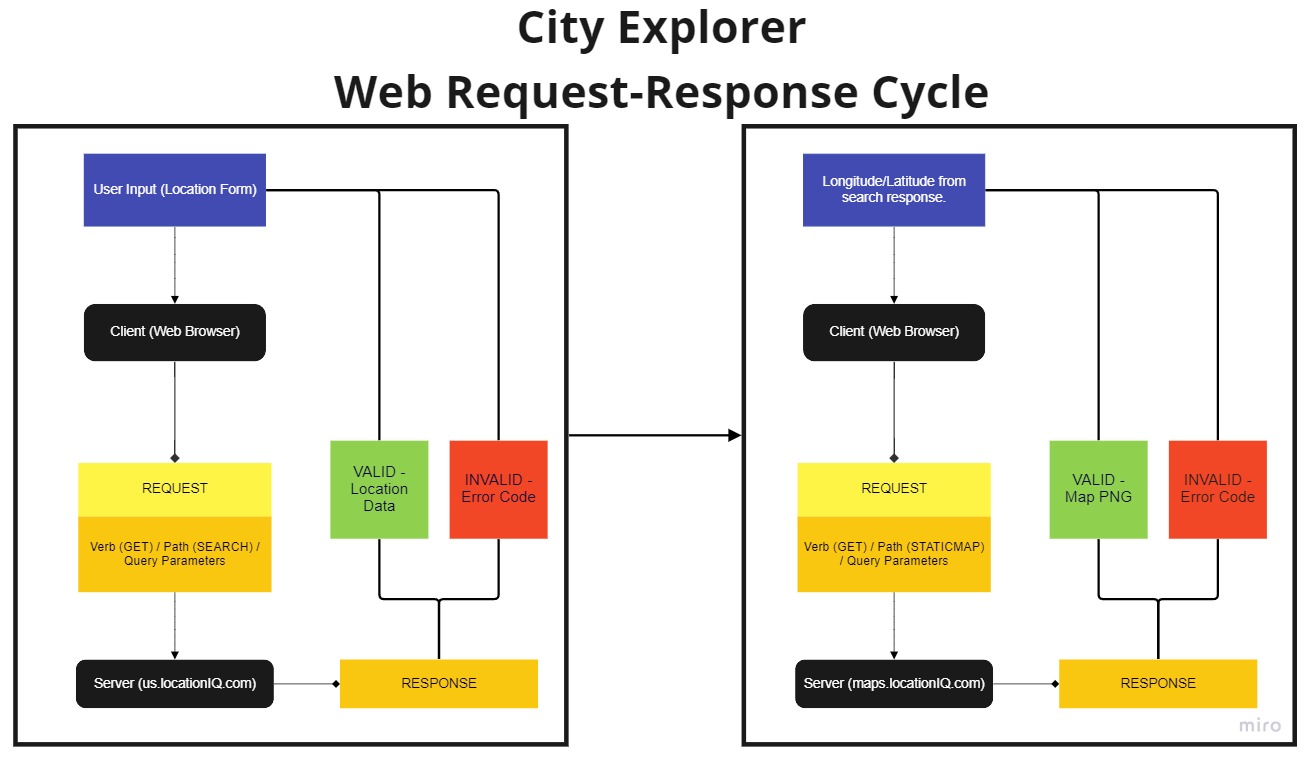 City Explorer
Web Request-Response Cycle
User Input (Location Form)
Client (Web Browser)
REQUEST
Verb (GET) / Path (SEARCH) /
Query Parameters
Server (us.locationIQ.com)
VALID -
Location
Data
INVALID -
Error Code
RESPONSE
Longitude/Latitude from
search response.
Client (Web Browser)
REQUEST
Verb (GET) / Path (STATICMAP)
/ Query Parameters
Server (maps.locationIQ.com)
VALID -
Map PNG
INVALID -
Error Code
RESPONSE
miro